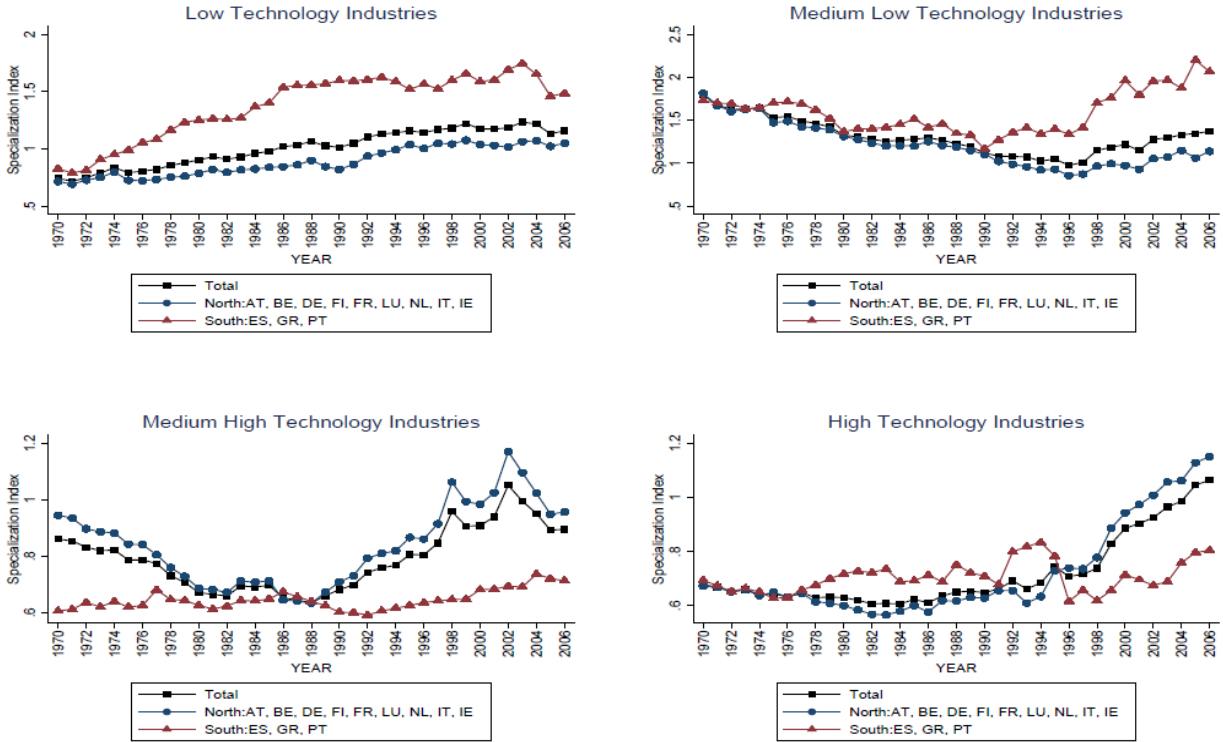 Low Technology Industries
Specialization Index
2
1.5
1
.5
1970 1972 1974 1976 1978 1980 1982 1984 1986 1988 1990 1992 1994 1996 1998 2000 2002 2004 2006
YEAR
Total
North:AT, BE, DE, FI, FR, LU, NL, IT, IE
South:ES, GR, PT
Medium Low Technology Industries
Specialization Index
2.5
2
1.5
1
.5
1970 1972 1974 1976 1978 1980 1982 1984 1986 1988 1990 1992 1994 1996 1998 2000 2002 2004 2006
YEAR
Total
North:AT, BE, DE, FI, FR, LU, NL, IT, IE
South:ES, GR, PT
Medium High Technology Industries
Specialization Index
1.2
1
.8
.6
1970 1972 1974 1976 1978 1980 1982 1984 1986 1988 1990 1992 1994 1996 1998 2000 2002 2004 2006
YEAR
Total
North:AT, BE, DE, FI, FR, LU, NL, IT, IE
South:ES, GR, PT
High Technology Industries
Specialization Index
1.2
1
.8
.6
1970 1972 1974 1976 1978 1980 1982 1984 1986 1988 1990 1992 1994 1996 1998 2000 2002 2004 2006
YEAR
Total
North:AT, BE, DE, FI, FR, LU, NL, IT, IE
South:ES, GR, PT